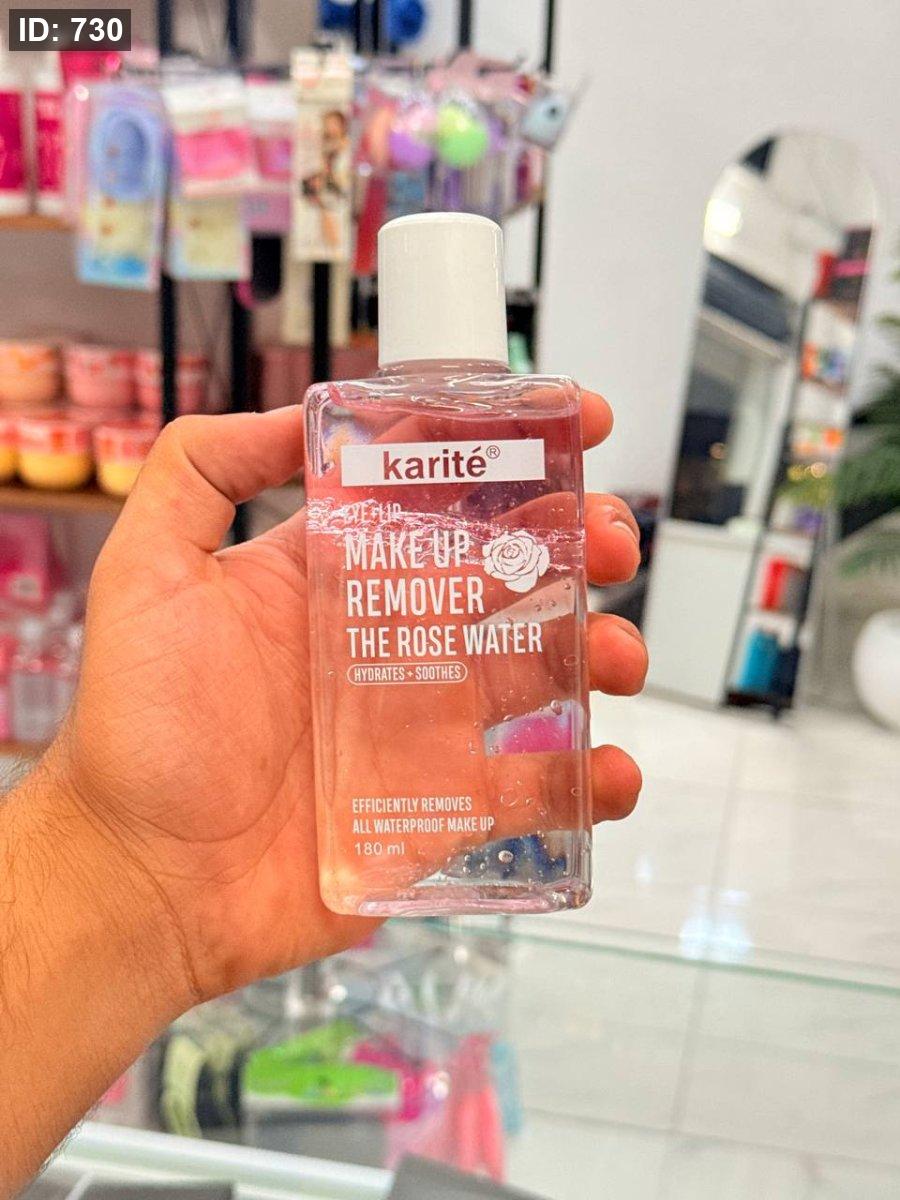 ID: 730
karité®
EYE + LIP
MAKE UP
REMOVER
THE ROSE WATER
HYDRATES + SOOTHES
EFFICIENTLY REMOVES
ALL WATERPROOF MAKE UP
180 ml